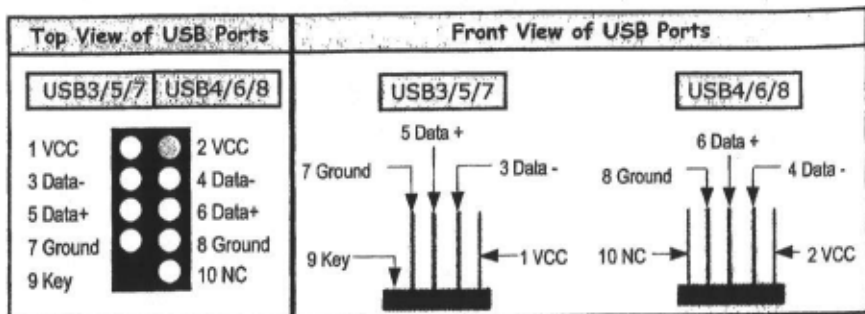 Top View of USB Ports
Front View of USB Ports
USB3/5/7 USB4/6/8
1 VCC 2 VCC
3 Data- 4 Data-
5 Data+ 6 Data+
7 Ground 8 Ground
9 Key 10 NC
USB3/5/7
5 Data +
7 Ground 3 Data -
9 Key 1 VCC
USB4/6/8
6 Data +
8 Ground 4 Data -
10 NC 2 VCC